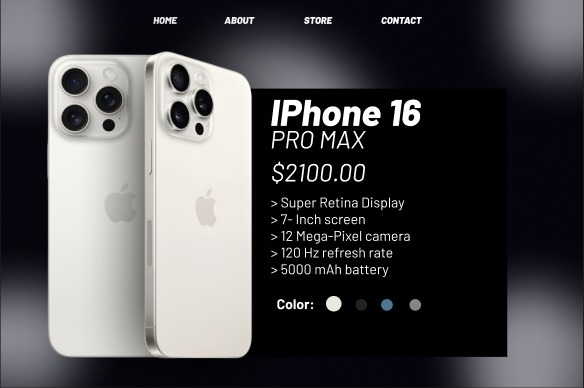 HOME ABOUT STORE CONTACT
IPhone 16
PRO MAX
$2100.00
> Super Retina Display
> 7- Inch screen
> 12 Mega-Pixel camera
> 120 Hz refresh rate
> 5000 mAh battery
Color: